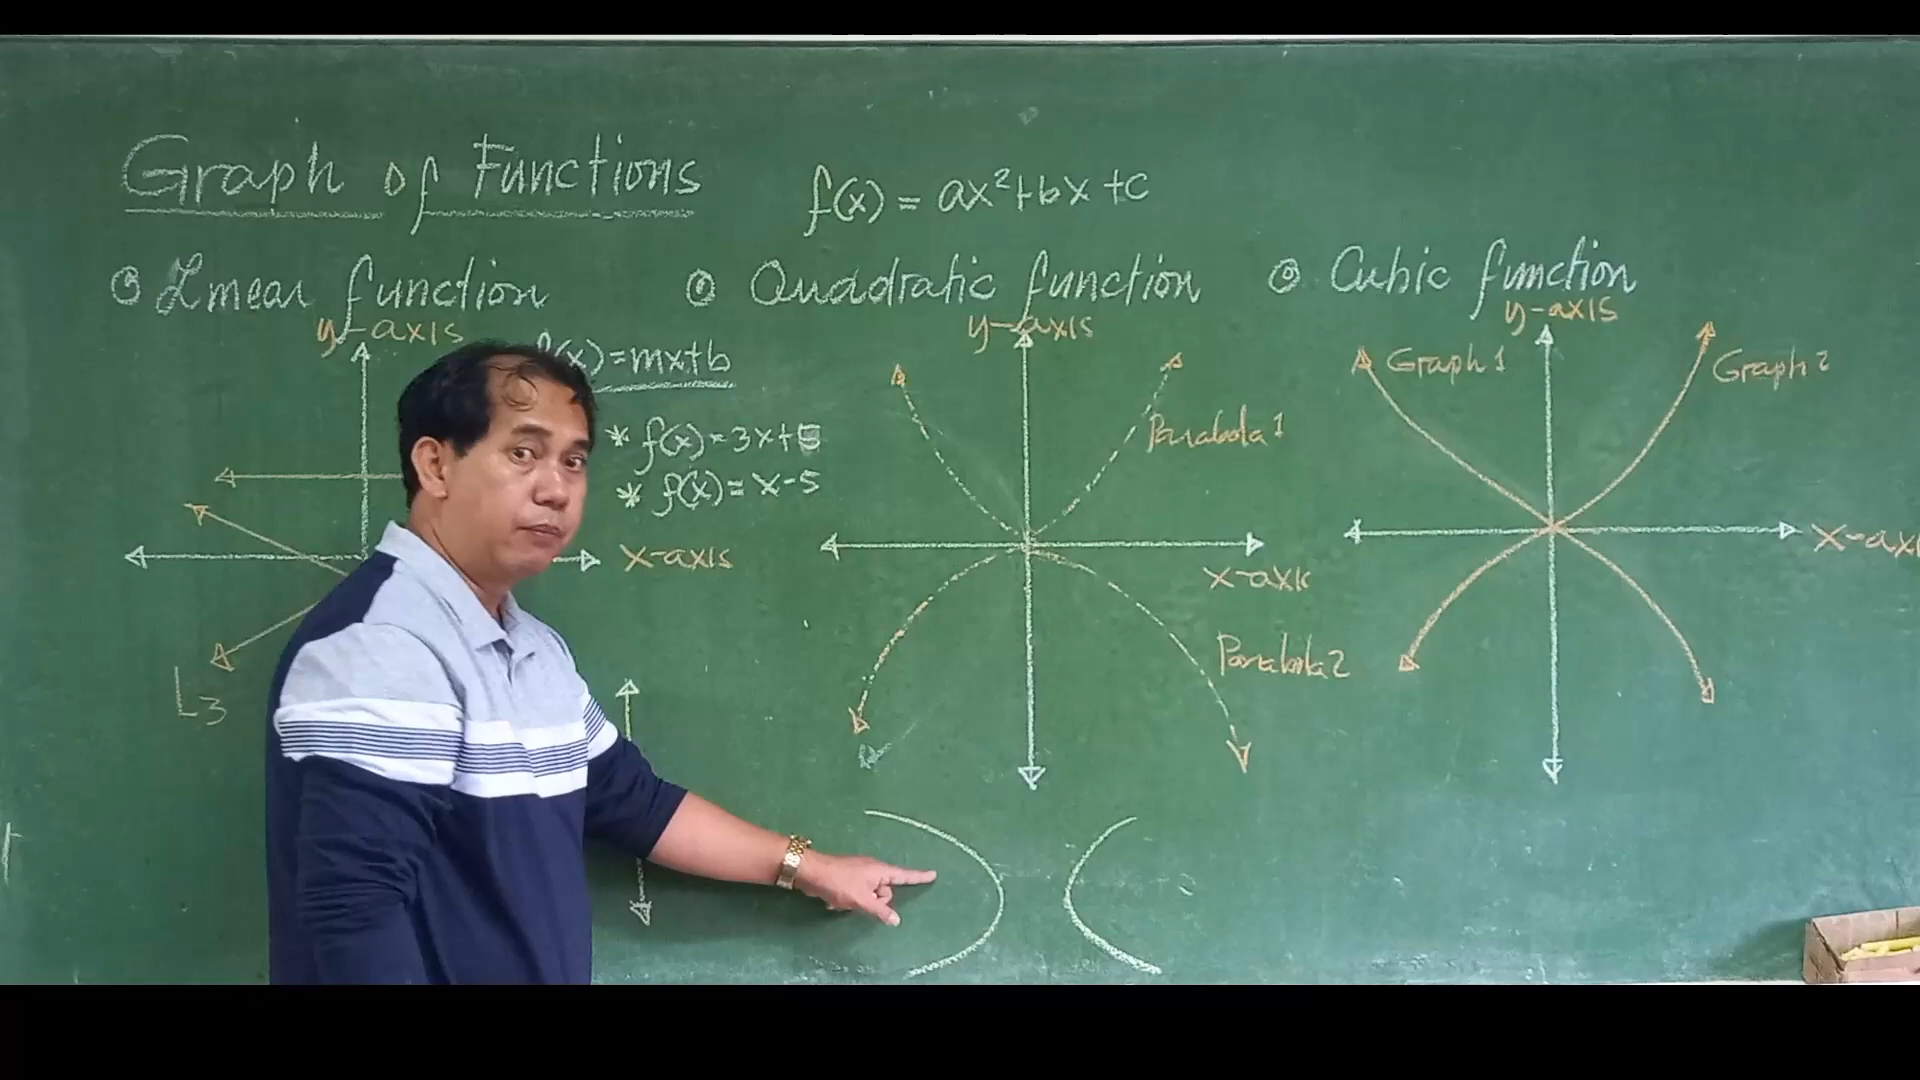 Graph of Functions
f(x) = ax²+bx+c
Linear function
y-axis
f(x)=mx+b
* f(x)=3x+5
* f(x)=x-5
x-axis
L3
Quadratic function
y-axis
Parabola 1
x-axis
Parabola 2
Cubic function
y-axis
Graph 1
Graph 2
x-axi